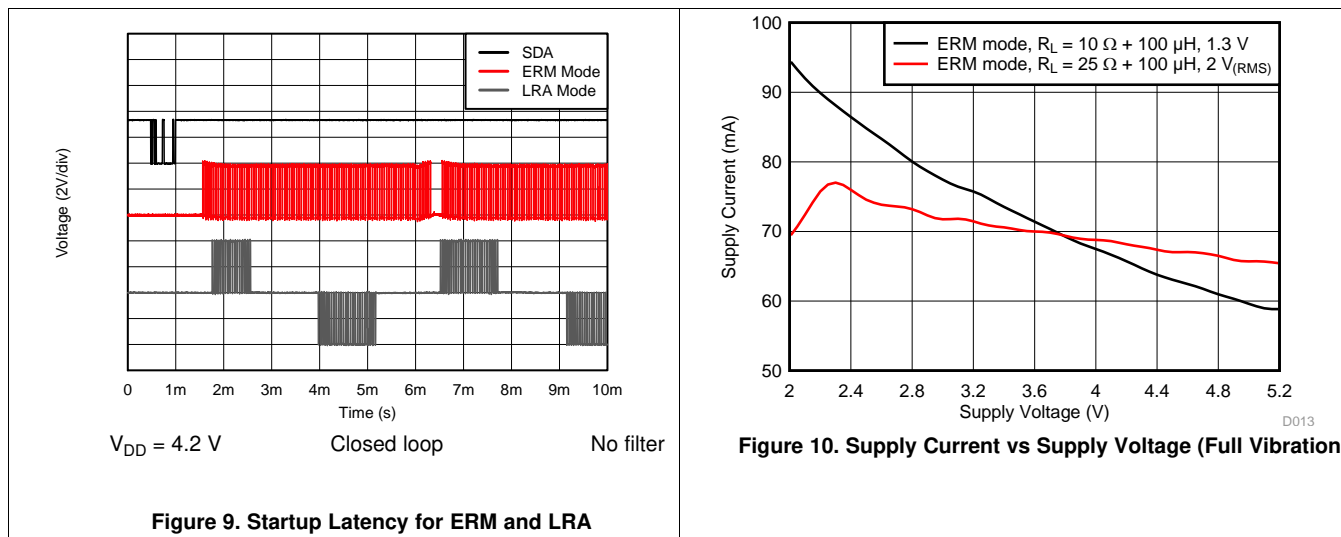 SDA
ERM Mode
LRA Mode
Voltage (2V/div)
0 1m 2m 3m 4m 5m 6m 7m 8m 9m 10m
Time (s)
V_DD = 4.2 V Closed loop No filter
Figure 9. Startup Latency for ERM and LRA
ERM mode, R_L = 10 Ω + 100 µH, 1.3 V
ERM mode, R_L = 25 Ω + 100 µH, 2 V_(RMS)
100
90
80
70
60
50
Supply Current (mA)
2 2.4 2.8 3.2 3.6 4 4.4 4.8 5.2
Supply Voltage (V)
D013
Figure 10. Supply Current vs Supply Voltage (Full Vibration